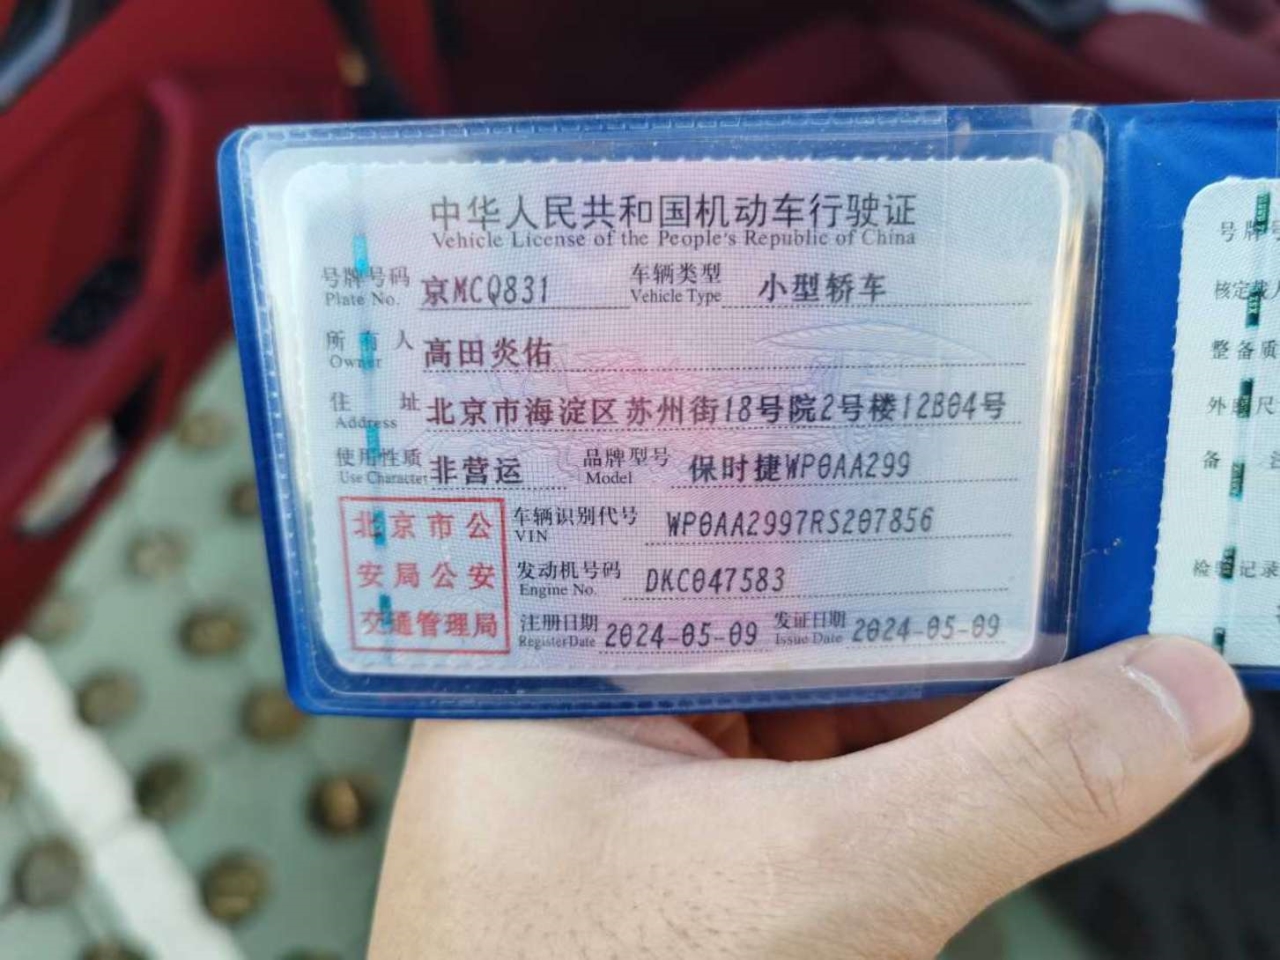 中华人民共和国机动车行驶证
Vehicle License of the People's Republic of China
号牌号码 京MCQ831 车辆类型 小型轿车
Plate No. Vehicle Type
所有人 高田炎佑
Owner
住址 北京市海淀区苏州街18号院2号楼12B04号
Address
使用性质 非营运 品牌型号 保时捷WP0AA299
Use Character Model
北京市公
安局公安
交通管理局
车辆识别代号 WP0AA2997RS207856
VIN
发动机号码 DKC047583
Engine No.
注册日期 2024-05-09 发证日期 2024-05-09
Register Date Issue Date
号牌号
核定载人
整备质
外廓尺
备注
检验记录